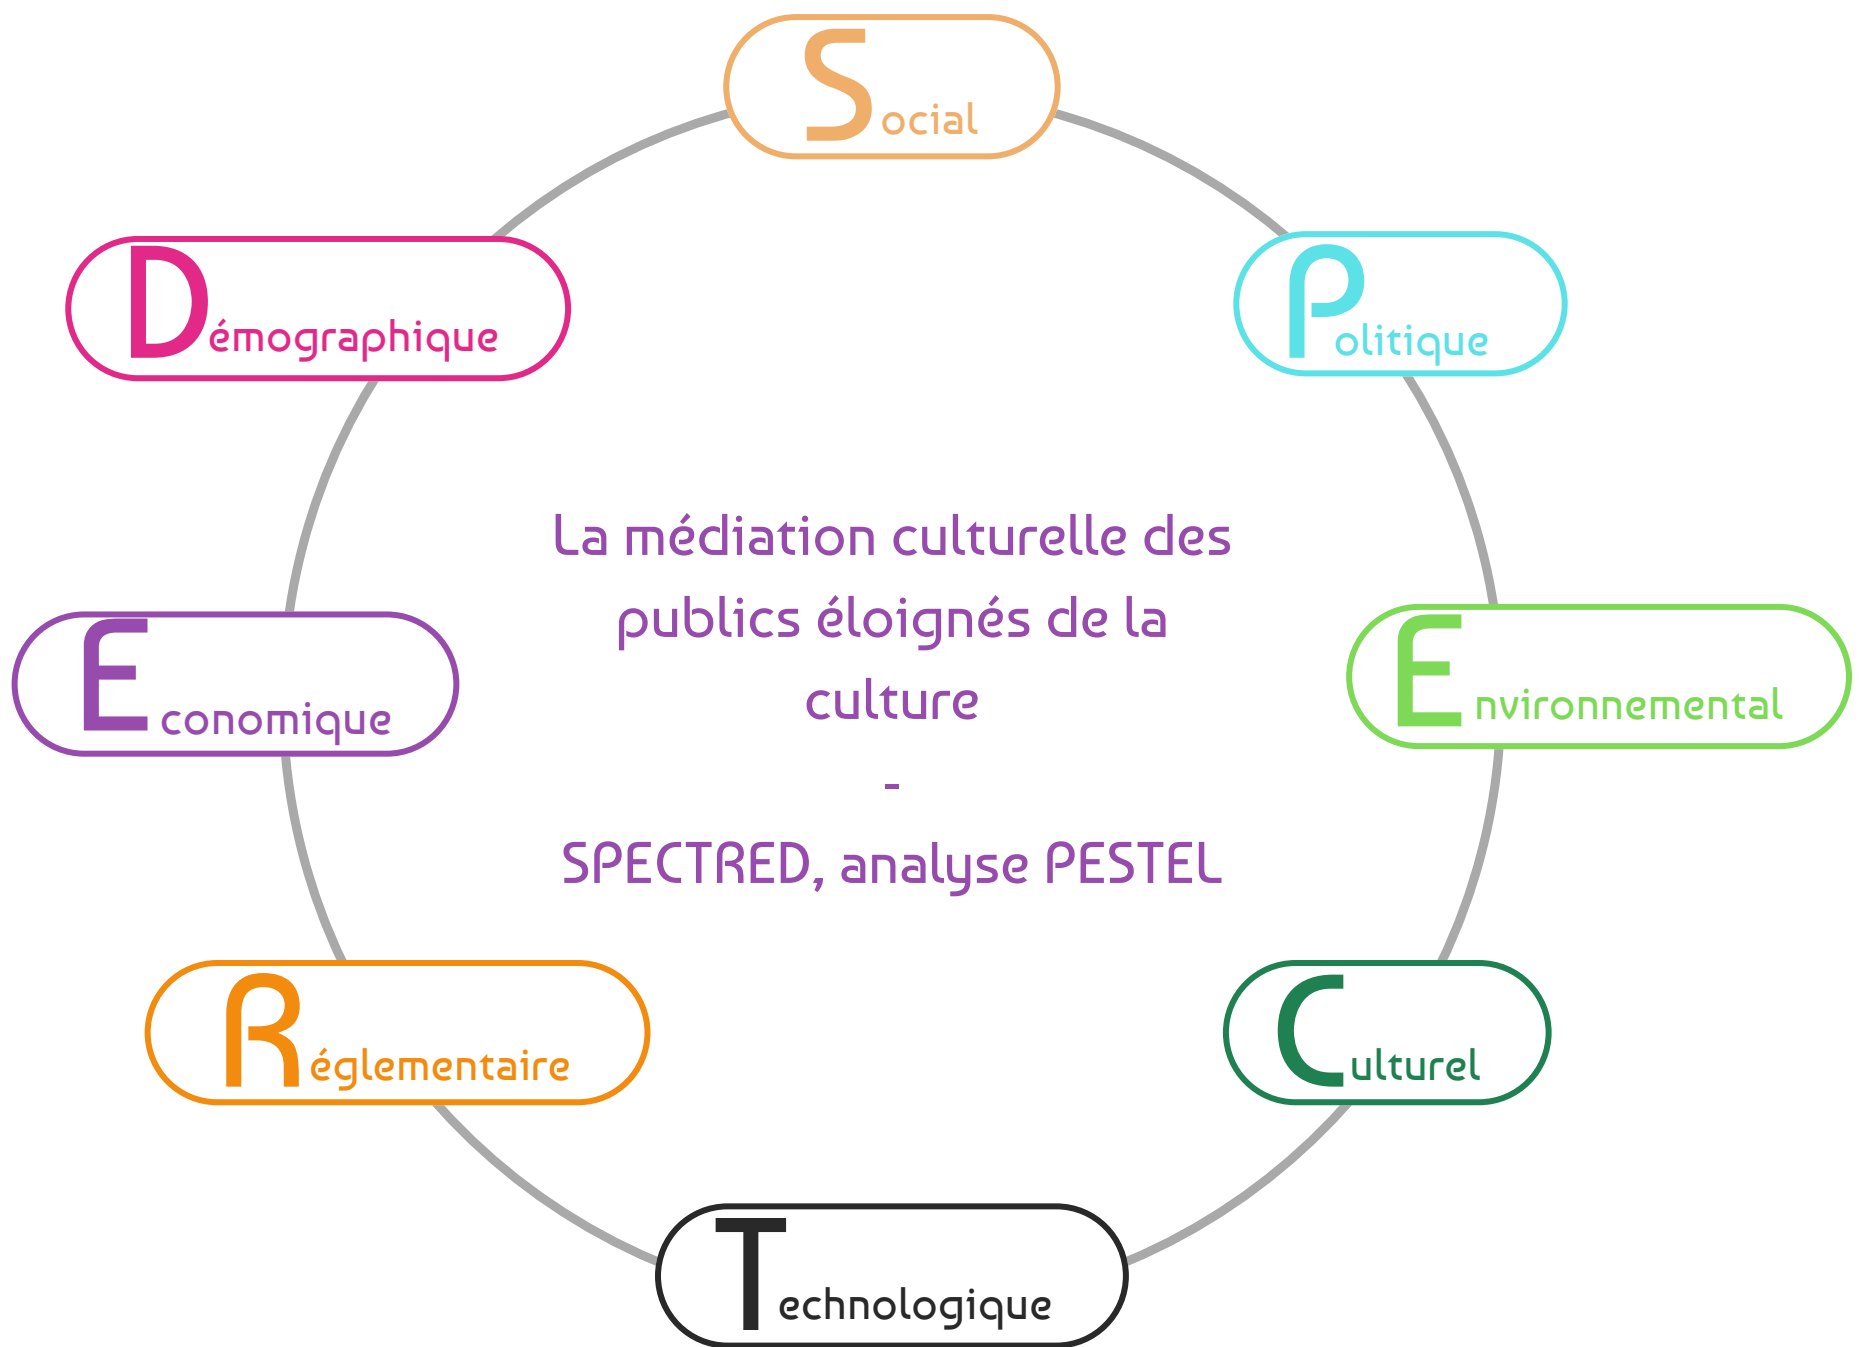 Social
Politique
Environnemental
Culturel
Technologique
Réglementaire
Economique
Démographique
La médiation culturelle des
publics éloignés de la
culture
-
SPECTRED, analyse PESTEL